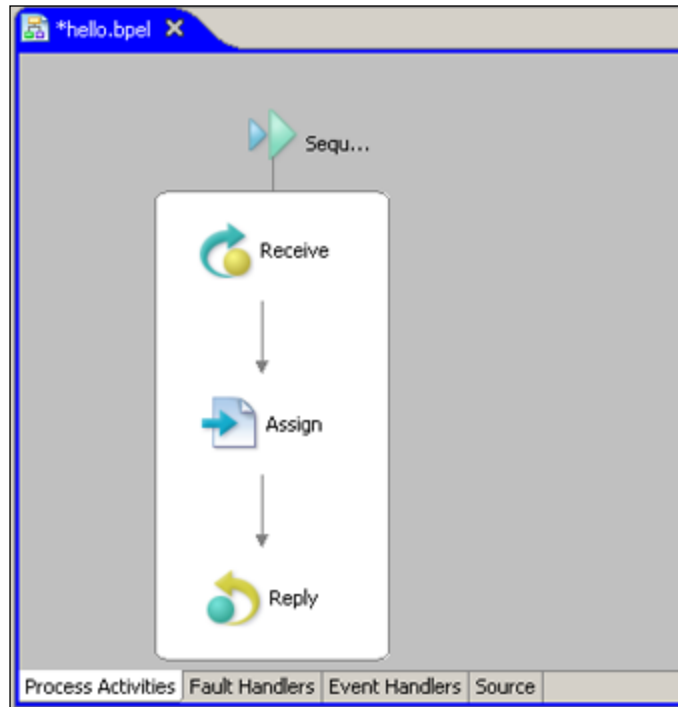 *hello.bpel
Sequ...
Receive
Assign
Reply
Process Activities Fault Handlers Event Handlers Source